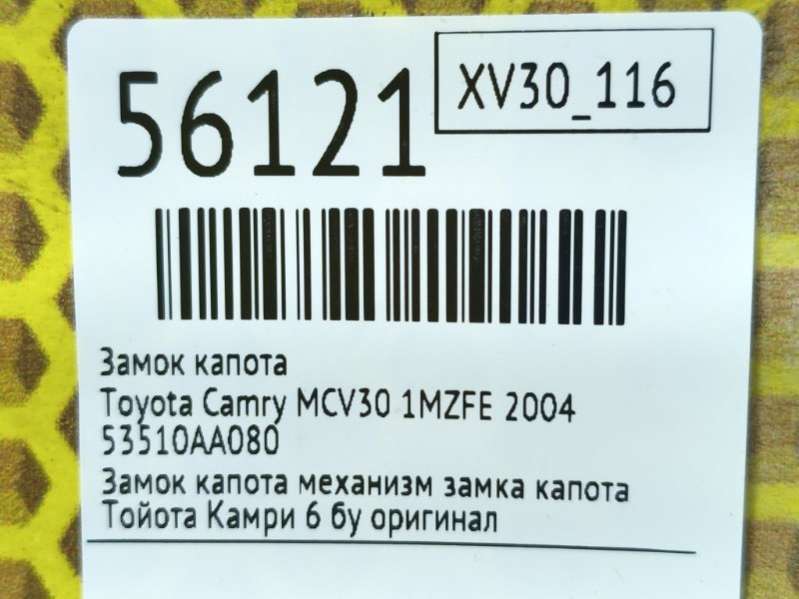 56121
XV30_116
Замок капота
Toyota Camry MCV30 1MZFE 2004
53510AA080
Замок капота механизм замка капота
Тойота Камри 6 бу оригинал